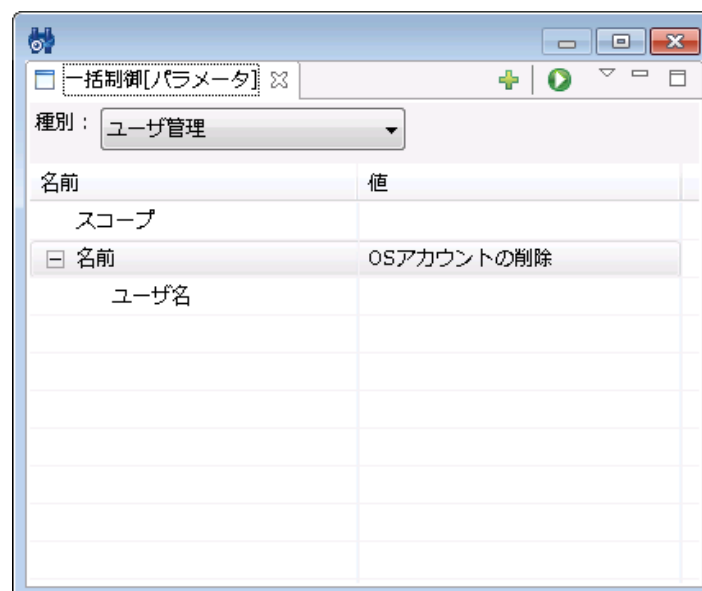 一括制御[パラメータ]
種別：ユーザ管理
名前 値
スコープ
名前 OSアカウントの削除
ユーザ名